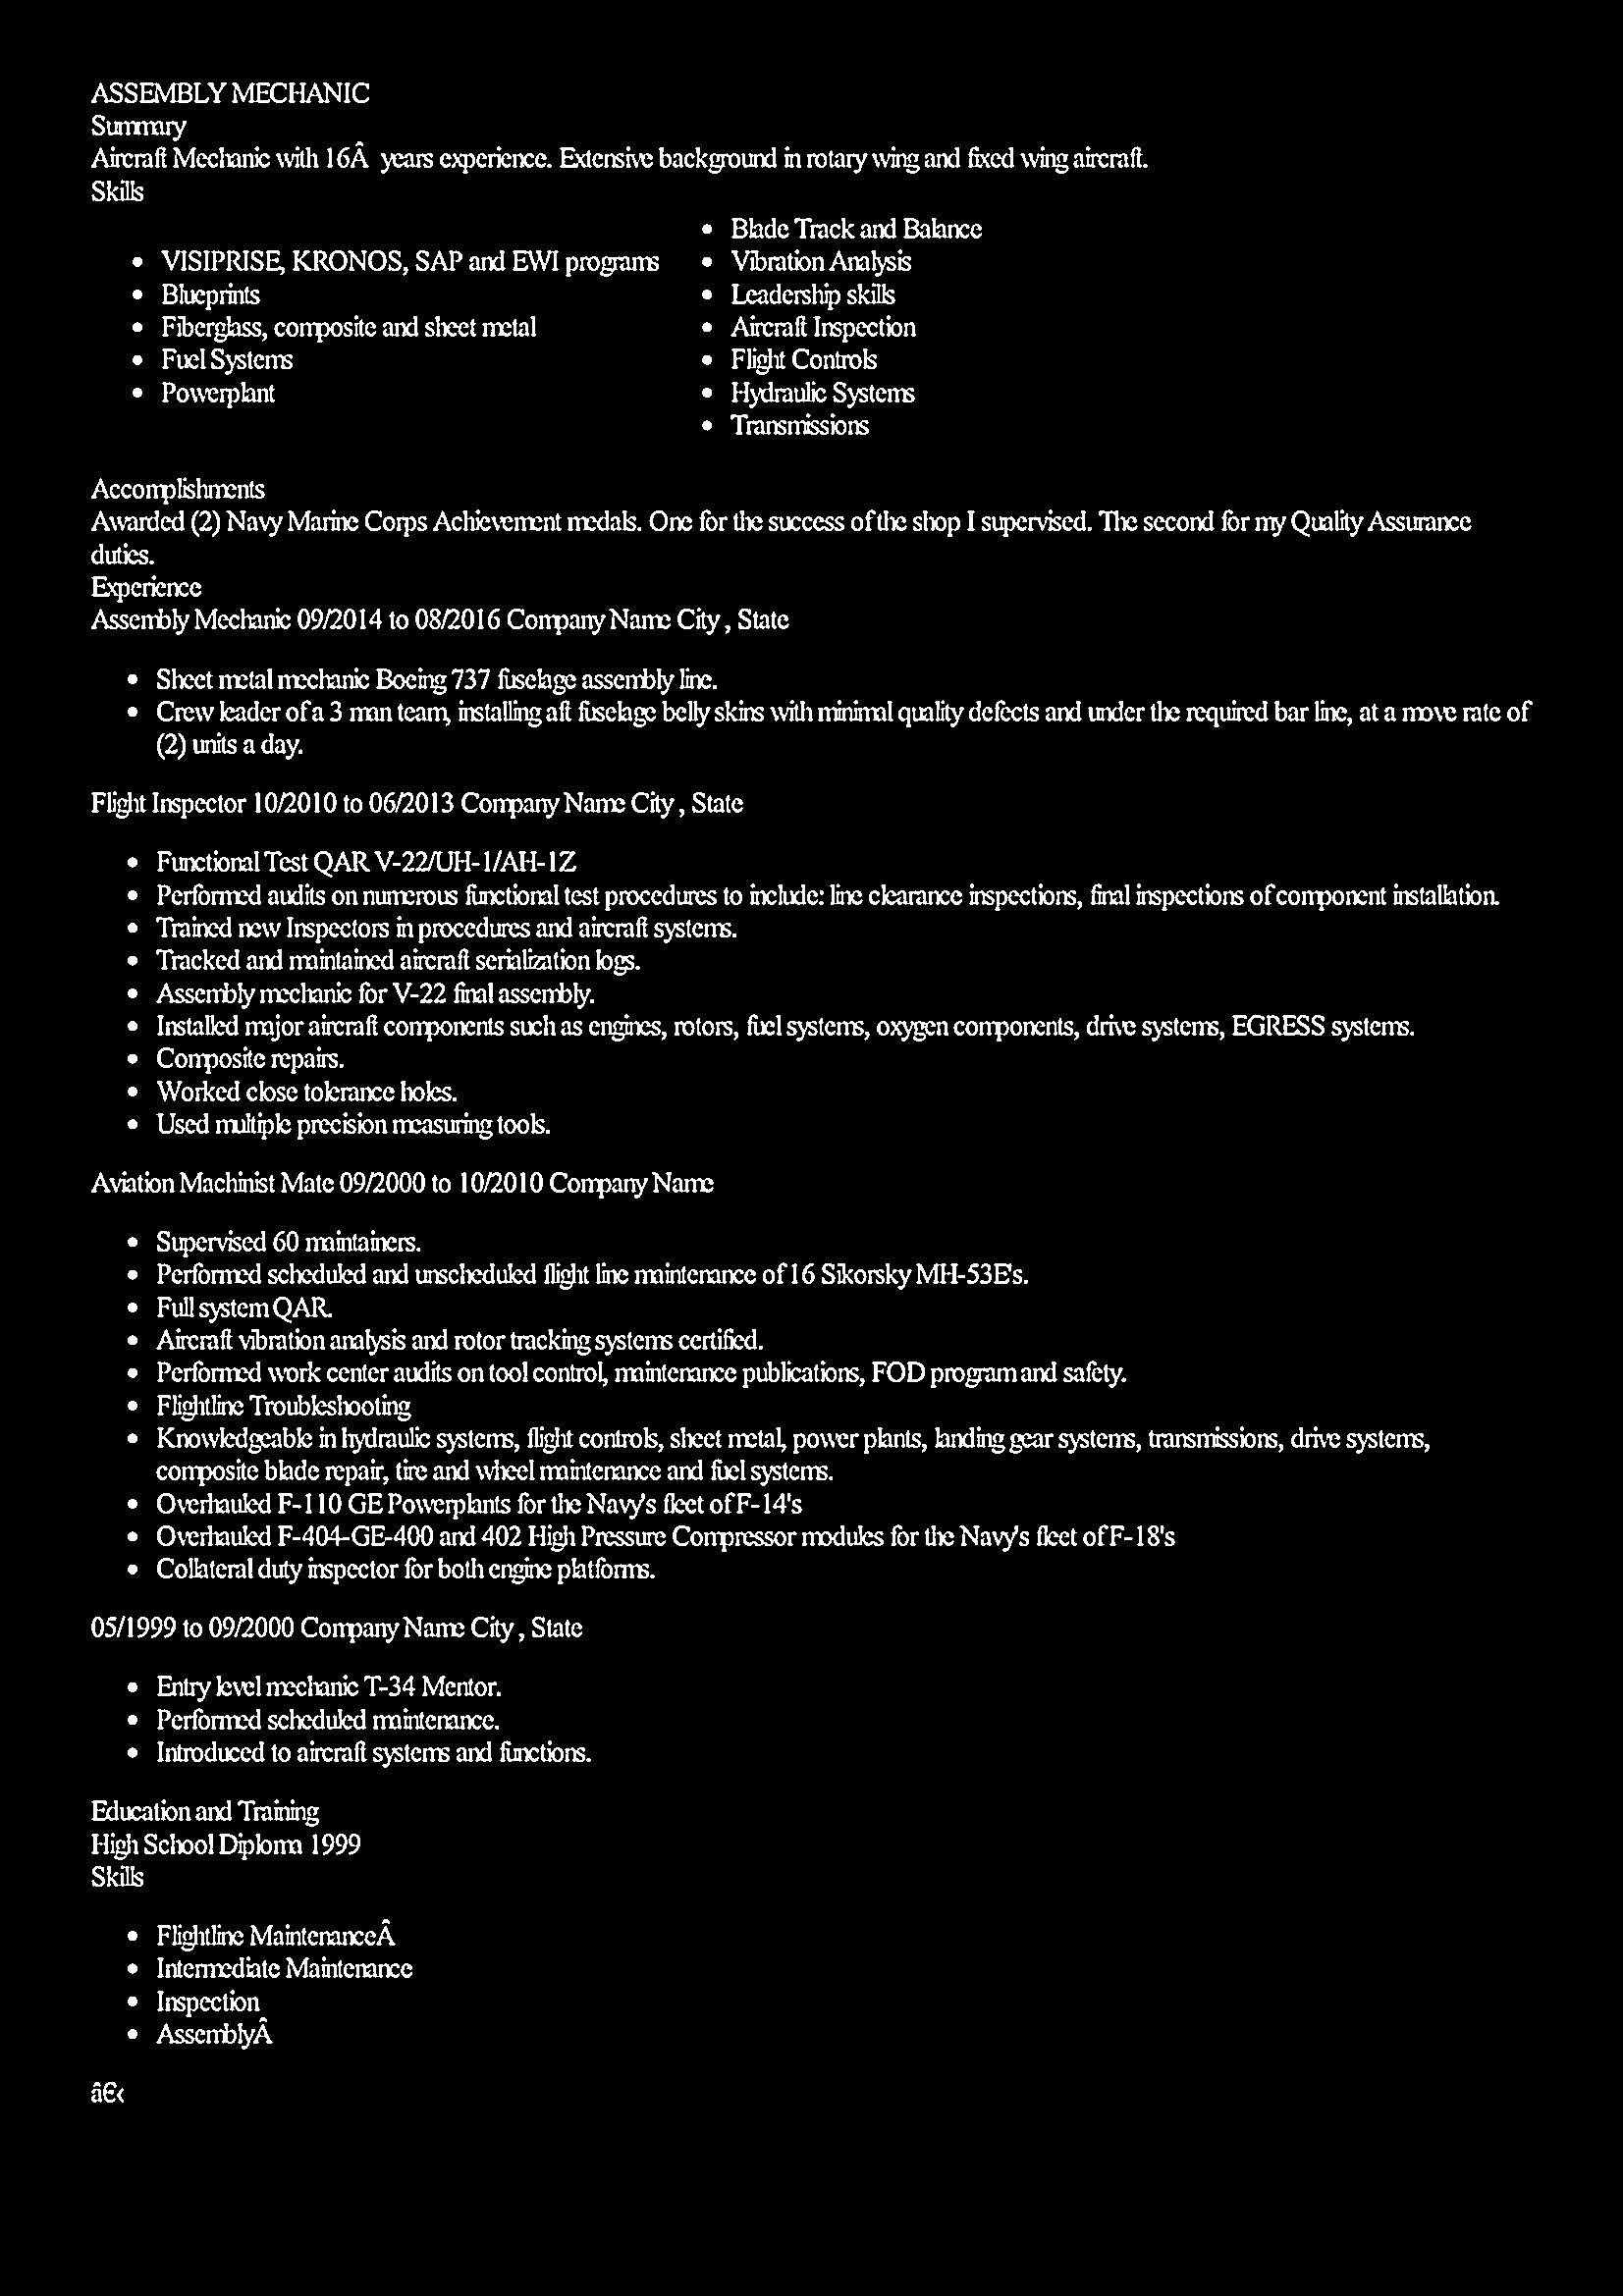 ASSEMBLY MECHANIC
Summary
Aircraft Mechanic with 16Â  years experience. Extensive background in rotary wing and fixed wing aircraft.
Skills
• VISIPRISE, KRONOS, SAP and EWI programs
• Blueprints
• Fiberglass, composite and sheet metal
• Fuel Systems
• Powerplant
• Blade Track and Balance
• Vibration Analysis
• Leadership skills
• Aircraft Inspection
• Flight Controls
• Hydraulic Systems
• Transmissions
Accomplishments
Awarded (2) Navy Marine Corps Achievement medals. One for the success of the shop I supervised. The second for my Quality Assurance
duties.
Experience
Assembly Mechanic 09/2014 to 08/2016 Company Name City , State
• Sheet metal mechanic Boeing 737 fuselage assembly line.
• Crew leader of a 3 man team, installing aft fuselage belly skins with minimal quality defects and under the required bar line, at a move rate of
(2) units a day.
Flight Inspector 10/2010 to 06/2013 Company Name City , State
• Functional Test QAR V-22/UH-1/AH-1Z
• Performed audits on numerous functional test procedures to include: line clearance inspections, final inspections of component installation.
• Trained new Inspectors in procedures and aircraft systems.
• Tracked and maintained aircraft serialization logs.
• Assembly mechanic for V-22 final assembly.
• Installed major aircraft components such as engines, rotors, fuel systems, oxygen components, drive systems, EGRESS systems.
• Composite repairs.
• Worked close tolerance holes.
• Used multiple precision measuring tools.
Aviation Machinist Mate 09/2000 to 10/2010 Company Name
• Supervised 60 maintainers.
• Performed scheduled and unscheduled flight line maintenance of 16 Sikorsky MH-53E's.
• Full system QAR.
• Aircraft vibration analysis and rotor tracking systems certified.
• Performed work center audits on tool control, maintenance publications, FOD program and safety.
• Flightline Troubleshooting
• Knowledgeable in hydraulic systems, flight controls, sheet metal, power plants, landing gear systems, transmissions, drive systems,
composite blade repair, tire and wheel maintenance and fuel systems.
• Overhauled F-110 GE Powerplants for the Navy's fleet of F-14's
• Overhauled F-404-GE-400 and 402 High Pressure Compressor modules for the Navy's fleet of F-18's
• Collateral duty inspector for both engine platforms.
05/1999 to 09/2000 Company Name City , State
• Entry level mechanic T-34 Mentor.
• Performed scheduled maintenance.
• Introduced to aircraft systems and functions.
Education and Training
High School Diploma 1999
Skills
• Flightline MaintenanceÂ
• Intermediate Maintenance
• Inspection
• AssemblyÂ
â€‹